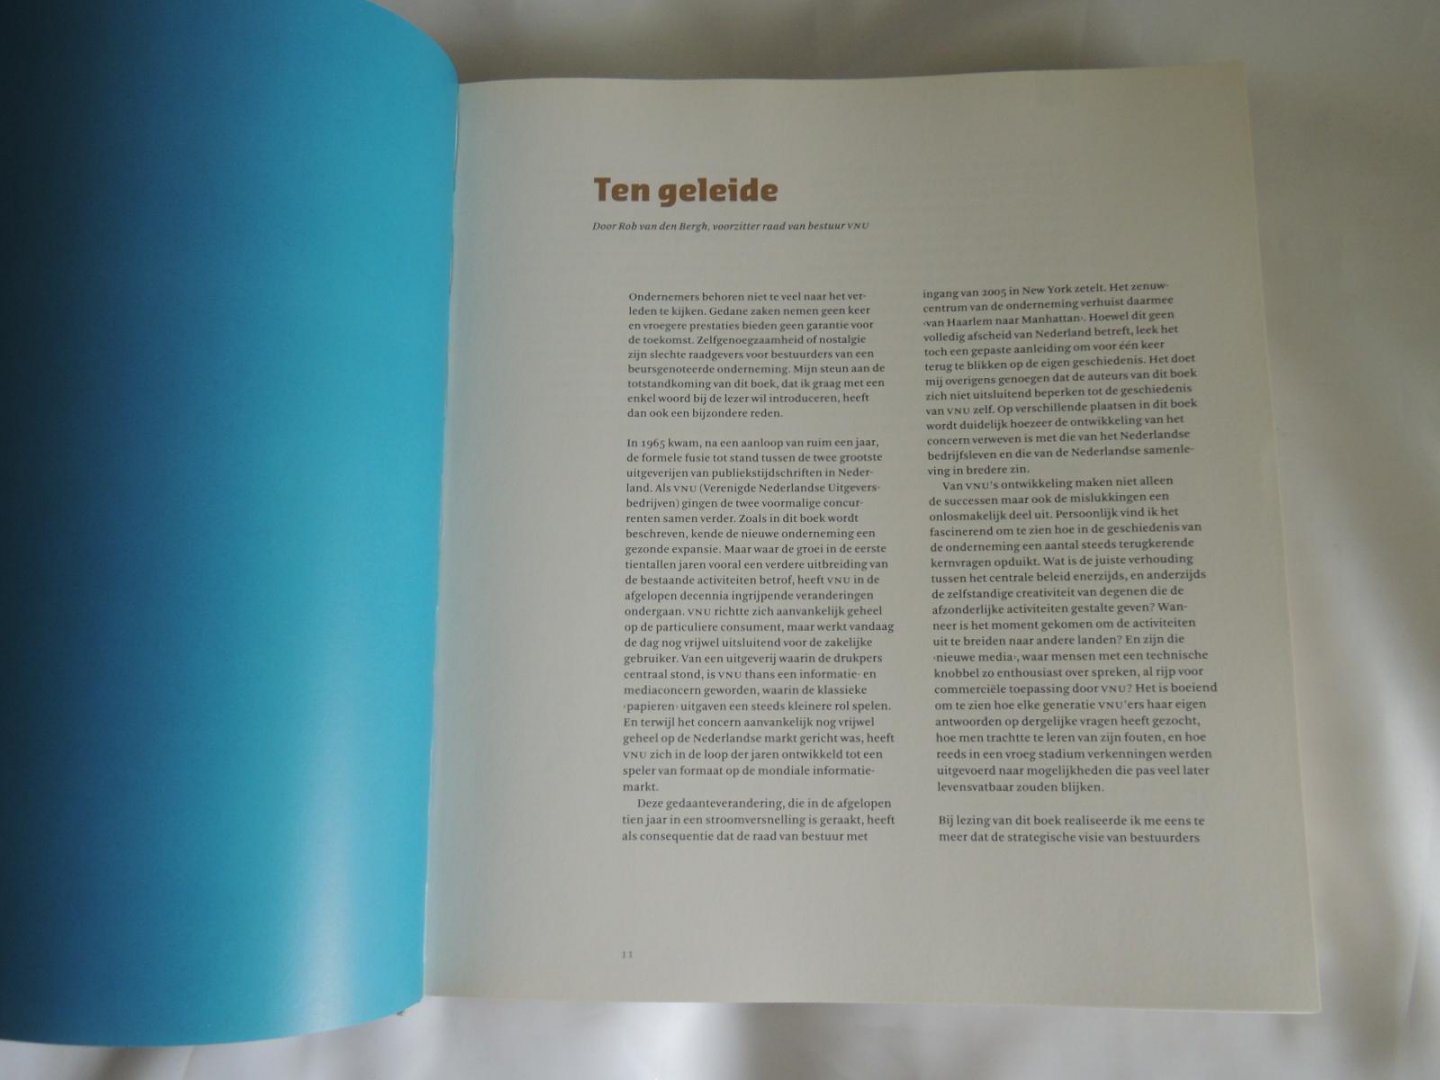 Ten geleide
Door Rob van den Bergh, voorzitter raad van bestuur VNU
Ondernemers behoren niet te veel naar het ver-
leden te kijken. Gedane zaken nemen geen keer
en vroegere prestaties bieden geen garantie voor
de toekomst. Zelfgenoegzaamheid of nostalgie
zijn slechte raadgevers voor bestuurders van een
beursgenoteerde onderneming. Mijn steun aan de
totstandkoming van dit boek, dat ik graag met een
enkel woord bij de lezer wil introduceren, heeft
dan ook een bijzondere reden.
In 1965 kwam, na een aanloop van ruim een jaar,
de formele fusie tot stand tussen de twee grootste
uitgeverijen van publiekstijdschriften in Neder-
land. Als VNU (Verenigde Nederlandse Uitgevers-
bedrijven) gingen de twee voormalige concur-
renten samen verder. Zoals in dit boek wordt
beschreven, kende de nieuwe onderneming een
gezonde expansie. Maar waar de groei in de eerste
tientallen jaren vooral een verdere uitbreiding van
de bestaande activiteiten betrof, heeft VNU in de
afgelopen decennia ingrijpende veranderingen
ondergaan. VNU richtte zich aanvankelijk geheel
op de particuliere consument, maar werkt vandaag
de dag nog vrijwel uitsluitend voor de zakelijke
gebruiker. Van een uitgeverij waarin de drukpers
centraal stond, is VNU thans een informatie- en
mediaconcern geworden, waarin de klassieke
‹papieren› uitgaven een steeds kleinere rol spelen.
En terwijl het concern aanvankelijk nog vrijwel
geheel op de Nederlandse markt gericht was, heeft
VNU zich in de loop der jaren ontwikkeld tot een
speler van formaat op de mondiale informatie-
markt.
Deze gedaanteverandering, die in de afgelopen
tien jaar in een stroomversnelling is geraakt, heeft
als consequentie dat de raad van bestuur met
ingang van 2005 in New York zetelt. Het zenuw-
centrum van de onderneming verhuist daarmee
‹van Haarlem naar Manhattan›. Hoewel dit geen
volledig afscheid van Nederland betreft, leek het
toch een gepaste aanleiding om voor één keer
terug te blikken op de eigen geschiedenis. Het doet
mij overigens genoegen dat de auteurs van dit boek
zich niet uitsluitend beperken tot de geschiedenis
van VNU zelf. Op verschillende plaatsen in dit boek
wordt duidelijk hoezeer de ontwikkeling van het
concern verweven is met die van het Nederlandse
bedrijfsleven en die van de Nederlandse samenle-
ving in bredere zin.
Van VNU's ontwikkeling maken niet alleen
de successen maar ook de mislukkingen een
onlosmakelijk deel uit. Persoonlijk vind ik het
fascinerend om te zien hoe in de geschiedenis van
de onderneming een aantal steeds terugkerende
kernvragen opduikt. Wat is de juiste verhouding
tussen het centrale beleid enerzijds, en anderzijds
de zelfstandige creativiteit van degenen die de
afzonderlijke activiteiten gestalte geven? Wan-
neer is het moment gekomen om de activiteiten
uit te breiden naar andere landen? En zijn die
‹nieuwe media›, waar mensen met een technische
knobbel zo enthousiast over spreken, al rijp voor
commerciële toepassing door VNU? Het is boeiend
om te zien hoe elke generatie VNU'ers haar eigen
antwoorden op dergelijke vragen heeft gezocht,
hoe men trachtte te leren van zijn fouten, en hoe
reeds in een vroeg stadium verkenningen werden
uitgevoerd naar mogelijkheden die pas veel later
levensvatbaar zouden blijken.
Bij lezing van dit boek realiseerde ik me eens te
meer dat de strategische visie van bestuurders
11